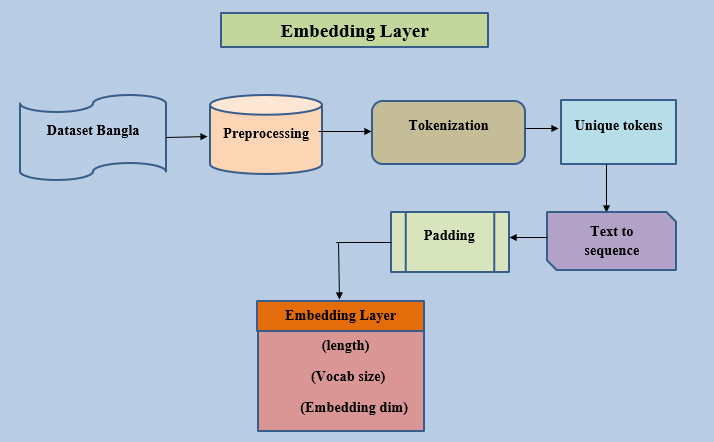 Embedding Layer
Dataset Bangla
Preprocessing
Tokenization
Unique tokens
Text to
sequence
Padding
Embedding Layer
(length)
(Vocab size)
(Embedding dim)